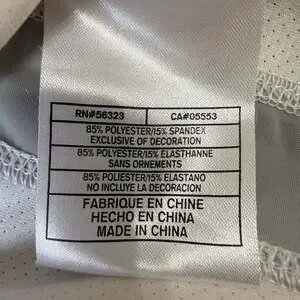 RN#56323 CA#05553
85% POLYESTER/15% SPANDEX
EXCLUSIVE OF DECORATION
85% POLYESTER/15% ELASTHANNE
SANS ORNEMENTS
85% POLIESTER/15% ELASTANO
NO INCLUYE LA DECORACION
FABRIQUE EN CHINE
HECHO EN CHINA
MADE IN CHINA